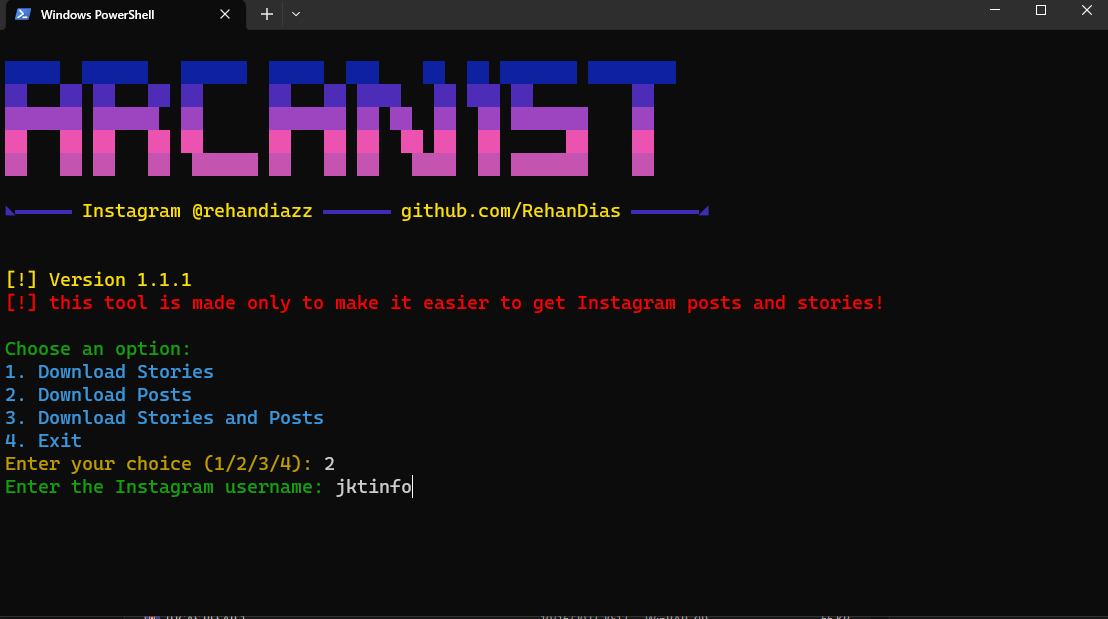 Windows PowerShell
ARCANIST
Instagram @rehandiazz github.com/RehanDias
[!] Version 1.1.1
[!] this tool is made only to make it easier to get Instagram posts and stories!
Choose an option:
1. Download Stories
2. Download Posts
3. Download Stories and Posts
4. Exit
Enter your choice (1/2/3/4): 2
Enter the Instagram username: jktinfo